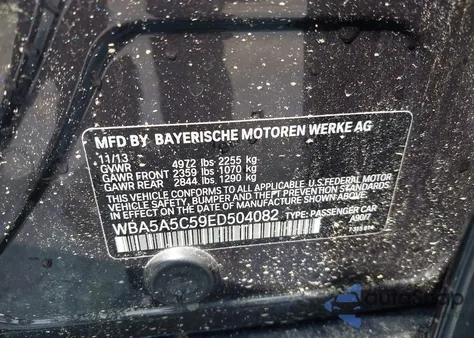 MFD BY BAYERISCHE MOTOREN WERKE AG
11/13
GVWR 4972 lbs 2255 kg
GAWR FRONT 2359 lbs 1070 kg
GAWR REAR 2844 lbs 1290 kg
THIS VEHICLE CONFORMS TO ALL APPLICABLE U.S. FEDERAL MOTOR
VEHICLE SAFETY, BUMPER, AND THEFT PREVENTION STANDARDS
IN EFFECT ON THE DATE OF MANUFACTURE SHOWN ABOVE.
WBA5A5C59ED504082 TYPE: PASSENGER CAR